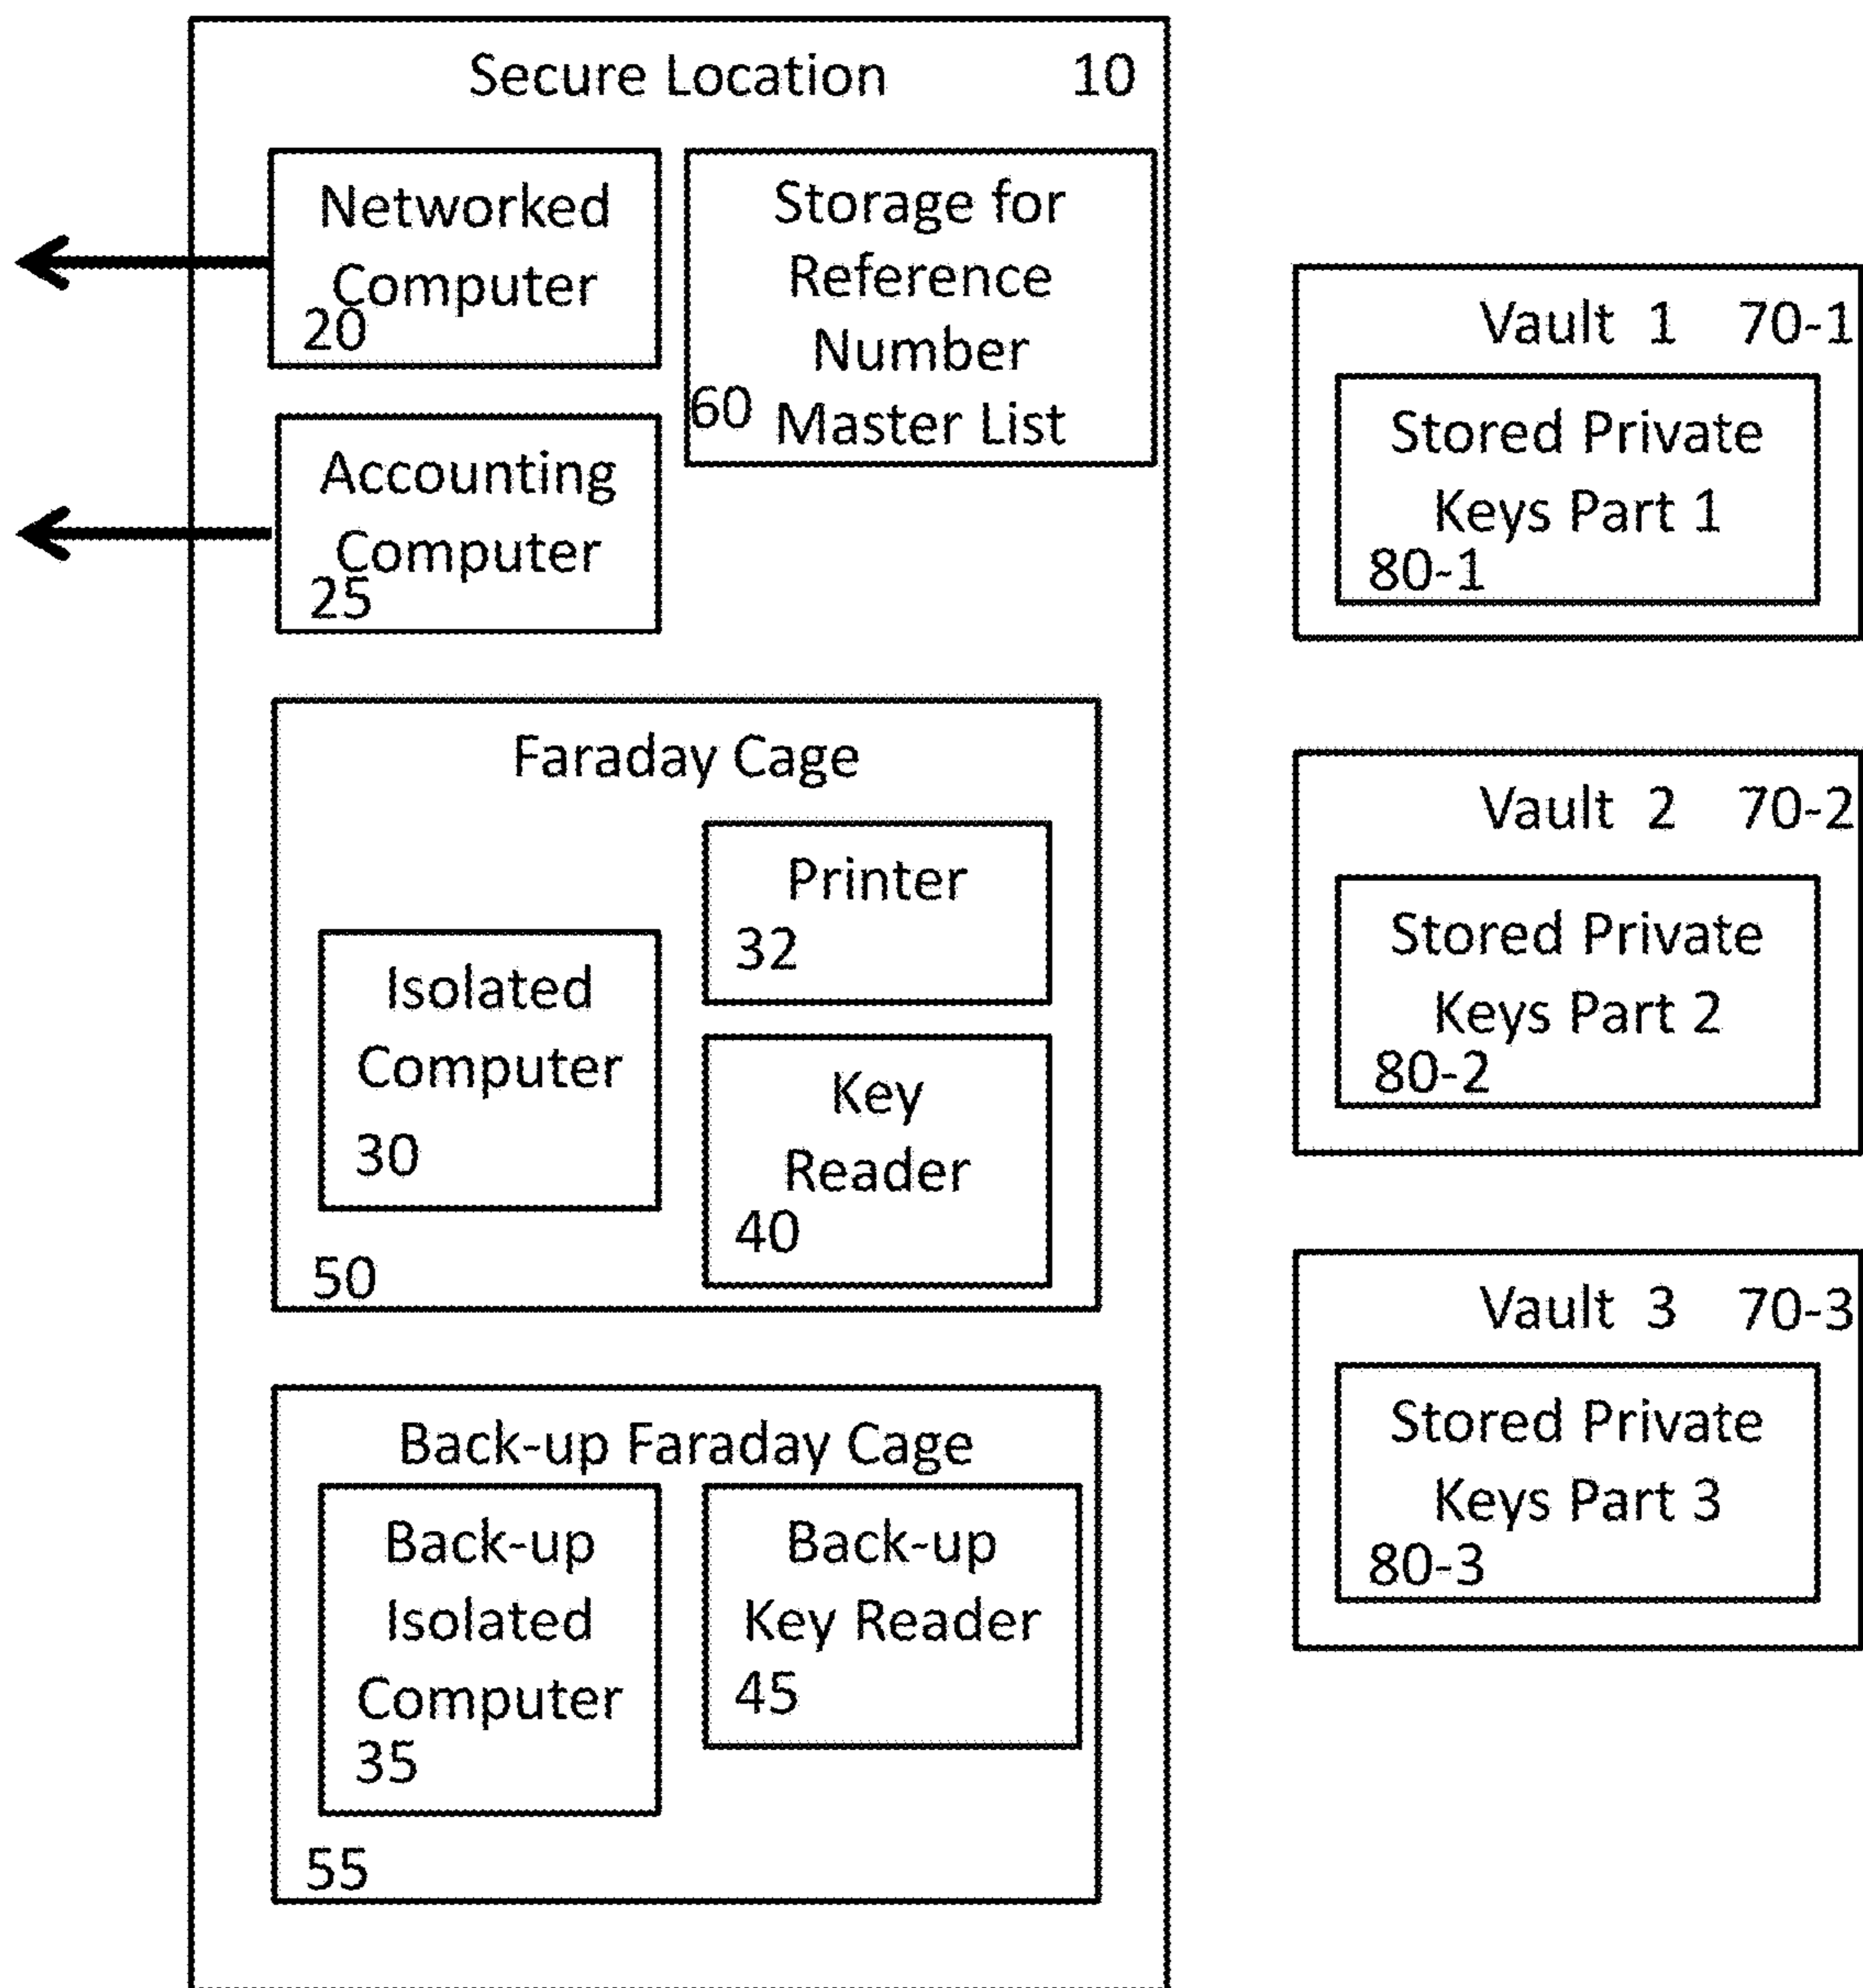 Secure Location 10
Networked
Computer
20
Storage for
Reference
Number
60 Master List
Accounting
Computer
25
Faraday Cage
Printer
32
Isolated
Computer
30
Key
Reader
40
50
Back-up Faraday Cage
Back-up
Isolated
Computer
35
Back-up
Key Reader
45
55
Vault 1 70-1
Stored Private
Keys Part 1
80-1
Vault 2 70-2
Stored Private
Keys Part 2
80-2
Vault 3 70-3
Stored Private
Keys Part 3
80-3